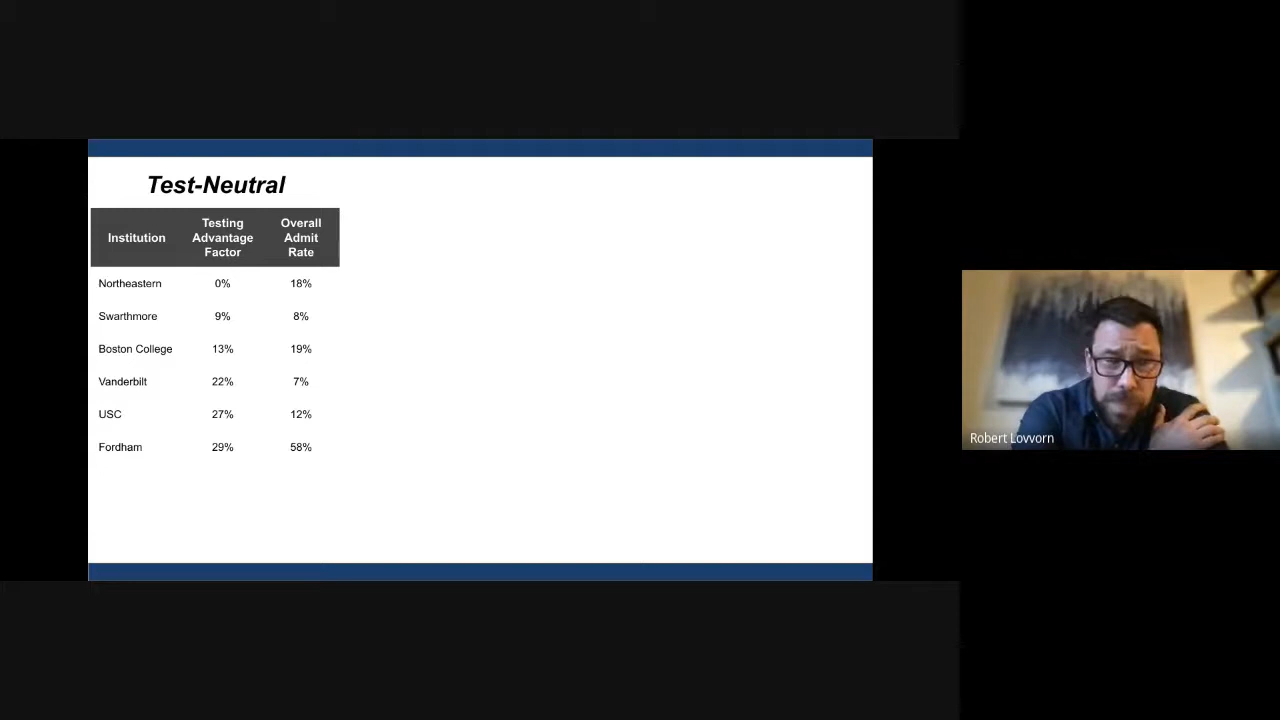 Test-Neutral
Institution Testing Advantage Factor Overall Admit Rate
Northeastern 0% 18%
Swarthmore 9% 8%
Boston College 13% 19%
Vanderbilt 22% 7%
USC 27% 12%
Fordham 29% 58%
Robert Lovvorn